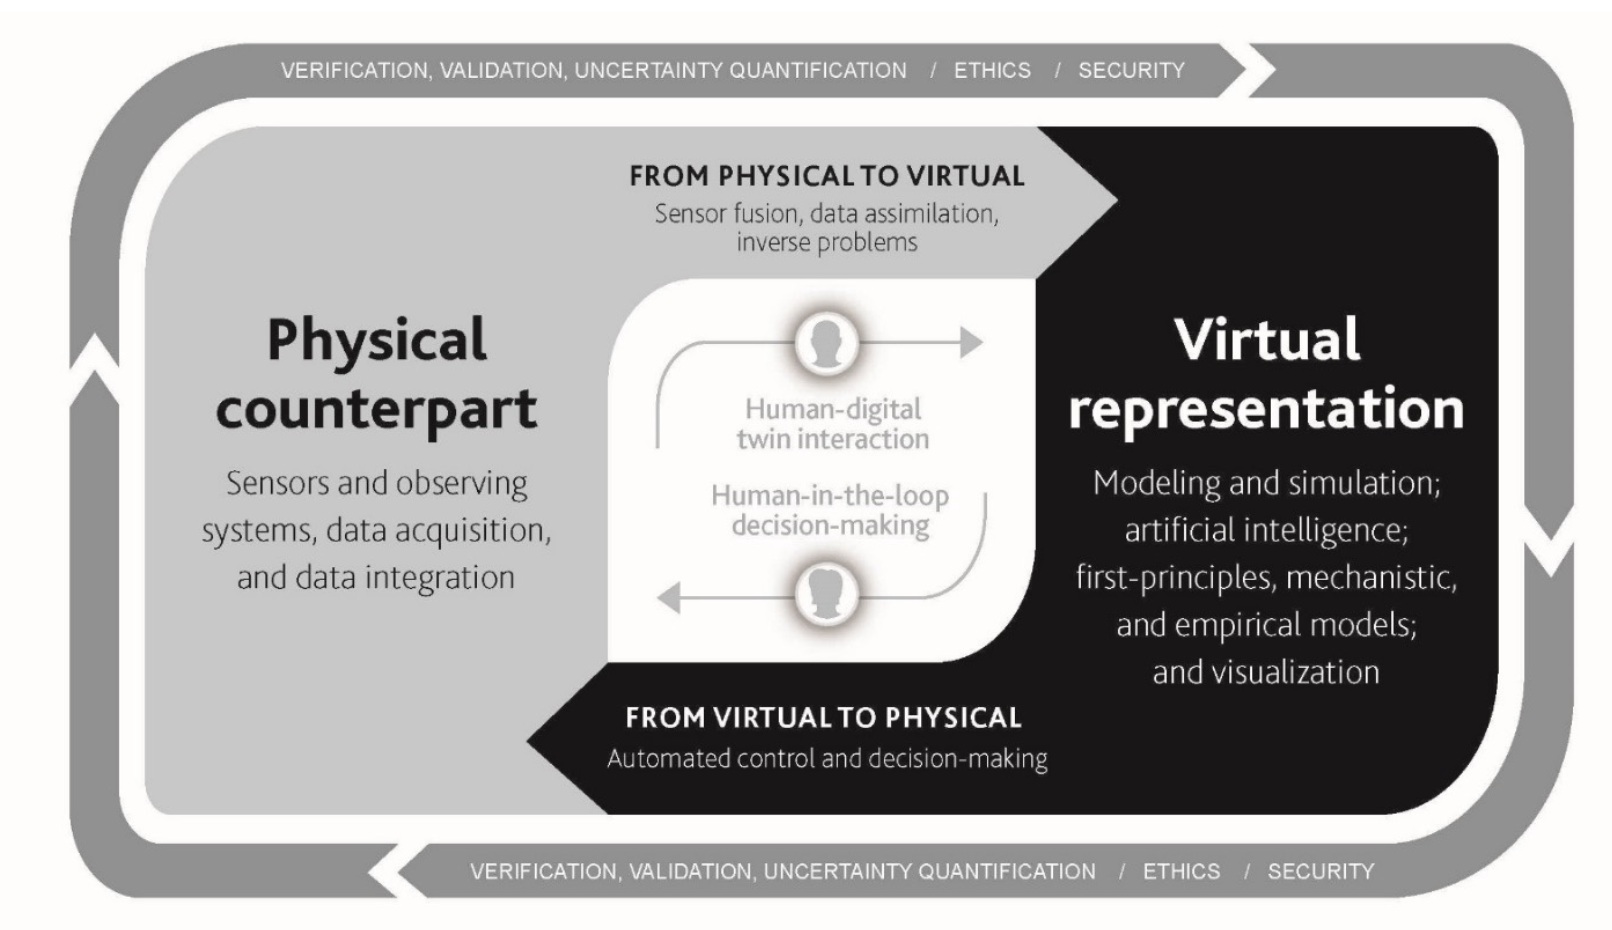 VERIFICATION, VALIDATION, UNCERTAINTY QUANTIFICATION / ETHICS / SECURITY
FROM PHYSICAL TO VIRTUAL
Sensor fusion, data assimilation,
inverse problems
Physical
counterpart
Sensors and observing
systems, data acquisition,
and data integration
Human-digital
twin interaction
Human-in-the-loop
decision-making
Virtual
representation
Modeling and simulation;
artificial intelligence;
first-principles, mechanistic,
and empirical models;
and visualization
FROM VIRTUAL TO PHYSICAL
Automated control and decision-making
VERIFICATION, VALIDATION, UNCERTAINTY QUANTIFICATION / ETHICS / SECURITY